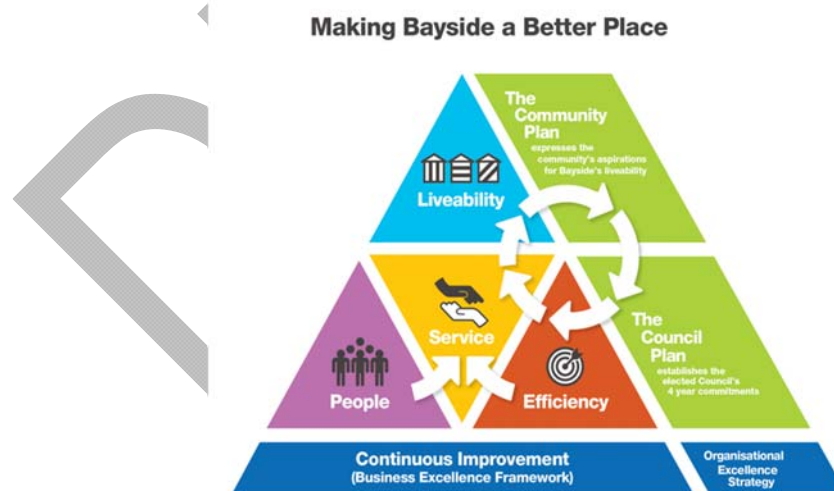 Making Bayside a Better Place
The
Community
Plan
expresses the
community's aspirations
for Bayside's liveability
Liveability
The
Council
Plan
establishes the
elected Council's
4 year commitments
Service
People
Efficiency
Continuous Improvement
(Business Excellence Framework)
Organisational
Excellence
Strategy